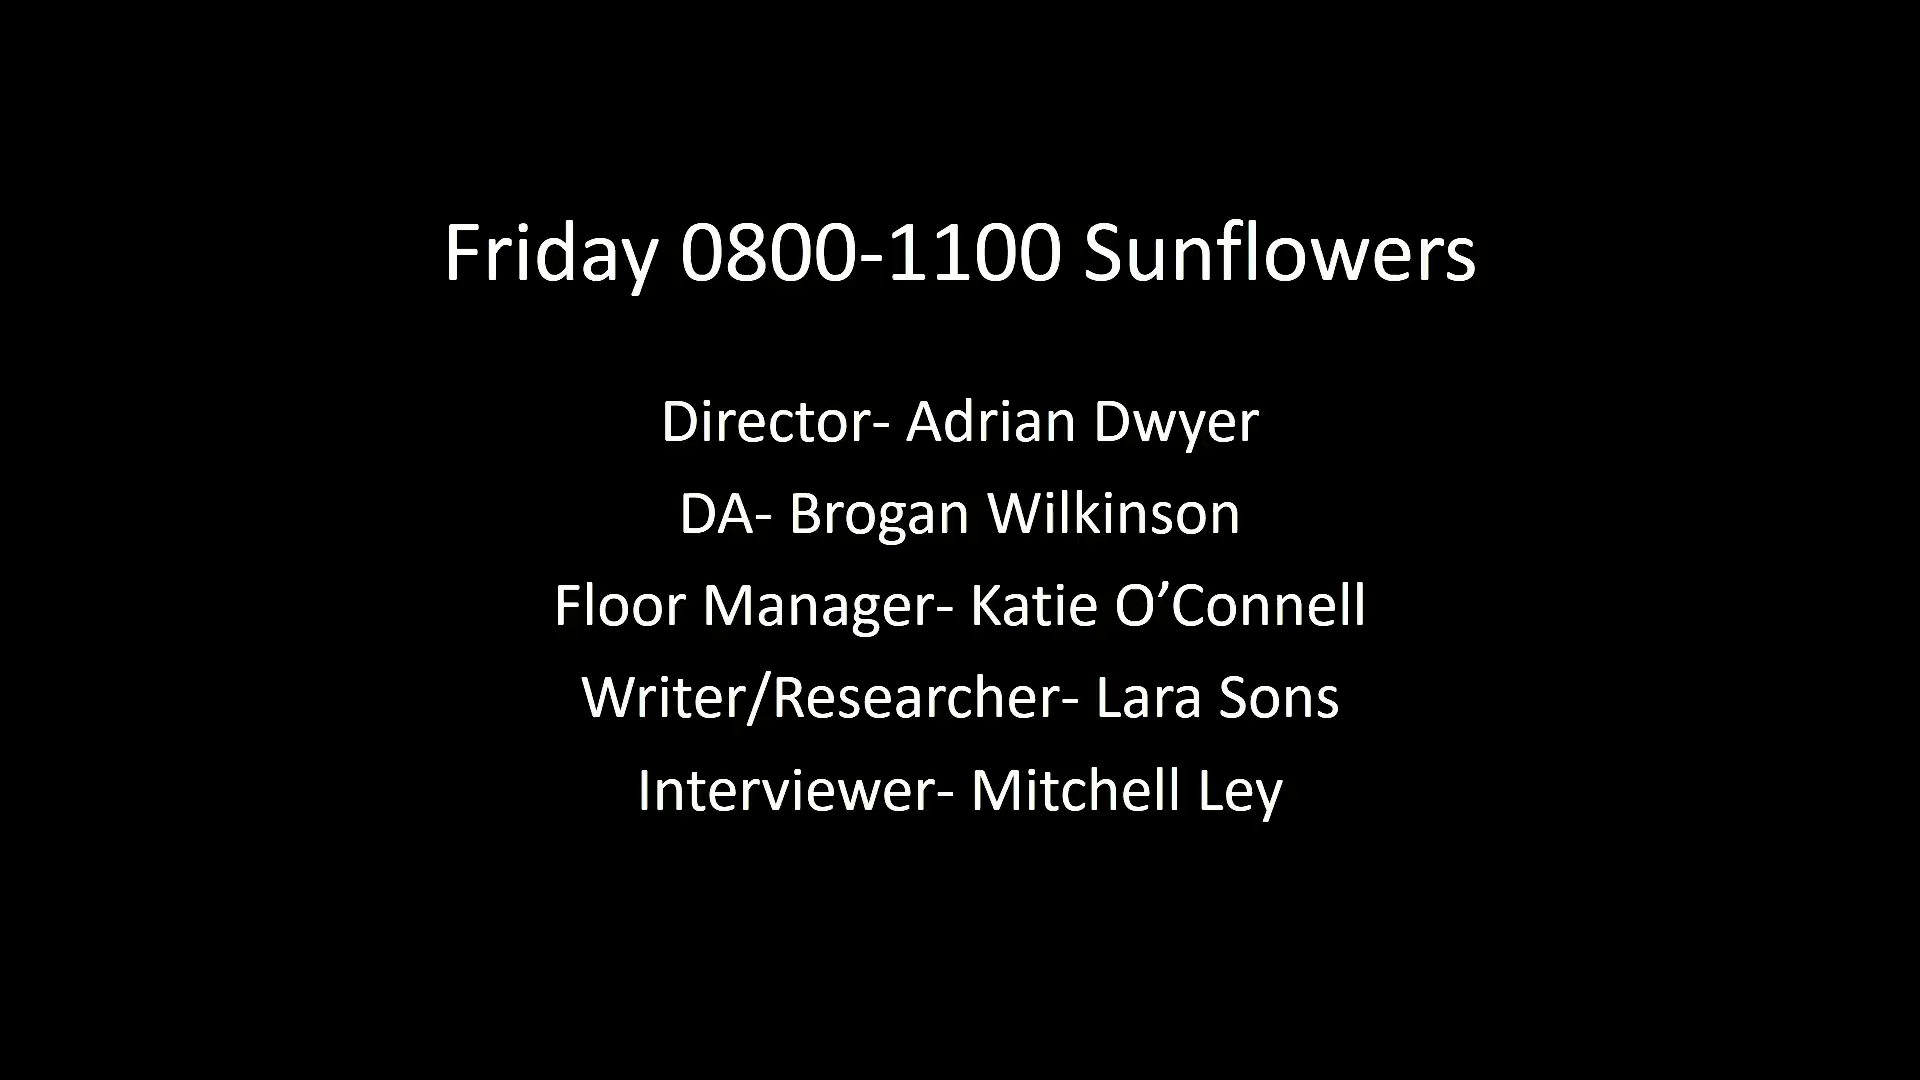 Friday 0800-1100 Sunflowers
Director- Adrian Dwyer
DA- Brogan Wilkinson
Floor Manager- Katie O’Connell
Writer/Researcher- Lara Sons
Interviewer- Mitchell Ley